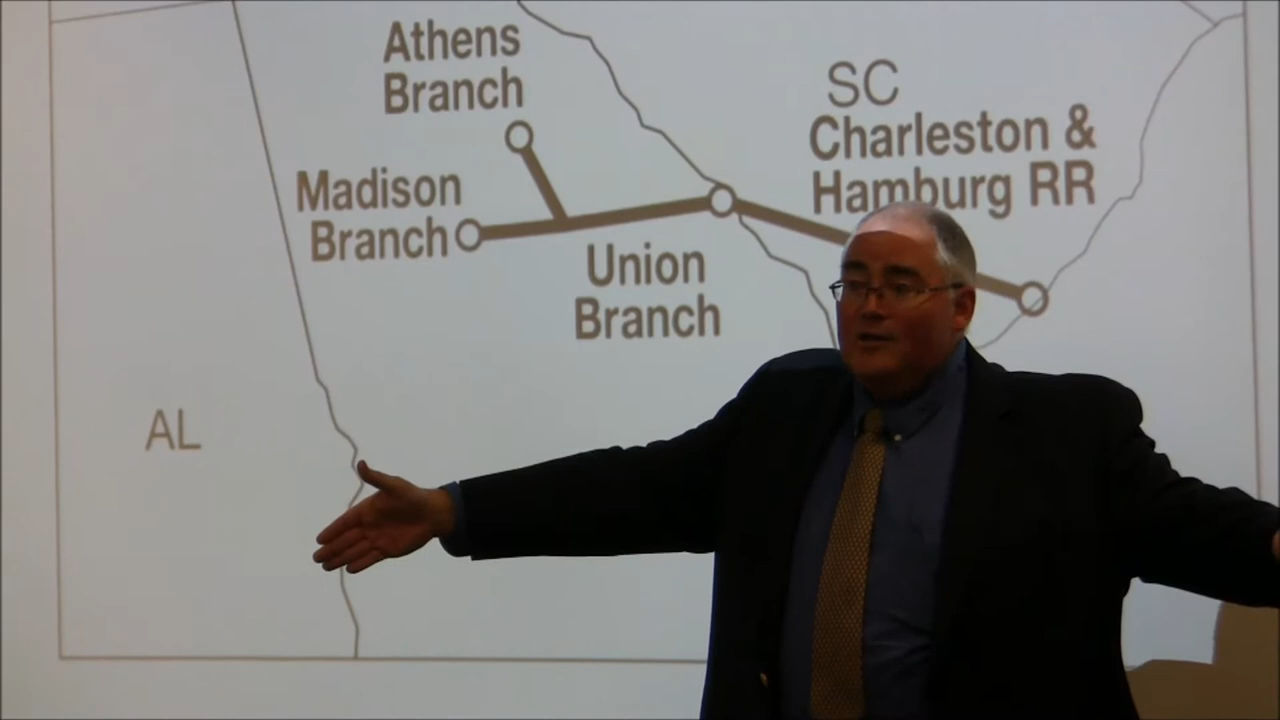 Athens
Branch
SC
Charleston &
Hamburg RR
Madison
Branch
Union
Branch
AL